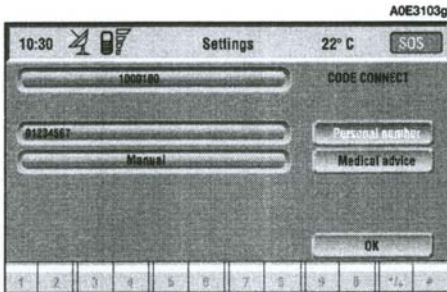 A0E3103g
10:30 Settings 22° C SOS
1009100 CODE CONNECT
01234567 Personal number
Manual Medical advice
OK
1 2 3 4 5 6 7 8 9 0 */+ #